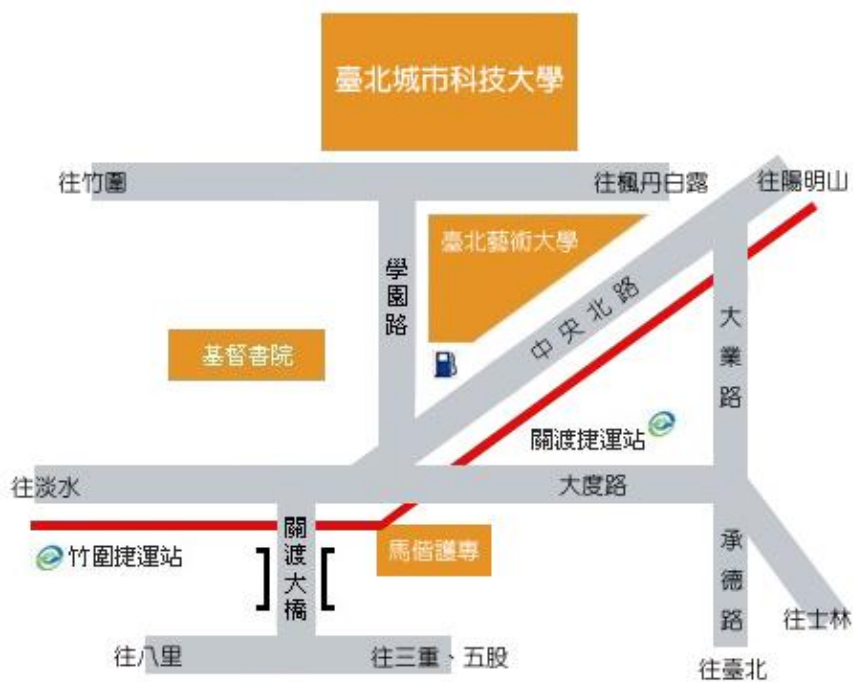 臺北城市科技大學
往竹圍
往楓丹白露
往陽明山
臺北藝術大學
學園路
中央北路
大業路
基督書院
關渡捷運站
往淡水
大度路
關渡大橋
竹圍捷運站
馬偕護專
承德路
往士林
往八里
往三重、五股
往臺北